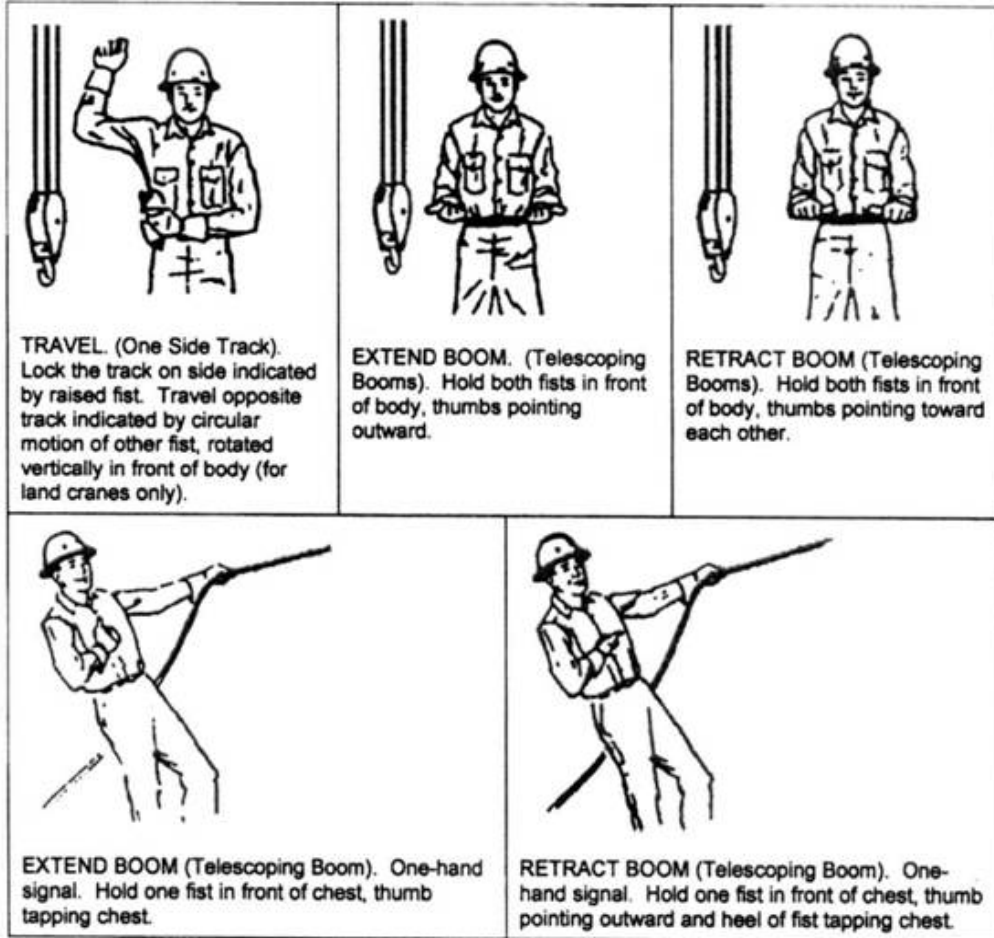 TRAVEL. (One Side Track).
Lock the track on side indicated
by raised fist. Travel opposite
track indicated by circular
motion of other fist, rotated
vertically in front of body (for
land cranes only).
EXTEND BOOM. (Telescoping
Booms). Hold both fists in front
of body, thumbs pointing
outward.
RETRACT BOOM (Telescoping
Booms). Hold both fists in front
of body, thumbs pointing toward
each other.
EXTEND BOOM (Telescoping Boom). One-hand
signal. Hold one fist in front of chest, thumb
tapping chest.
RETRACT BOOM (Telescoping Boom). One-
hand signal. Hold one fist in front of chest, thumb
pointing outward and heel of fist tapping chest.